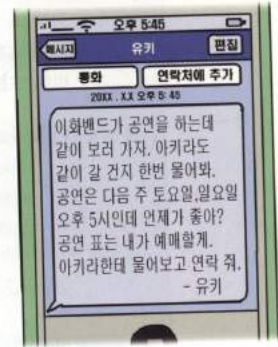 오후 5:45
메시지
유키
편집
통화
연락처에 추가
20XX . XX 오후 5: 45
이화밴드가 공연을 하는데
같이 보러 가자. 아키라도
같이 갈 건지 한번 물어봐.
공연은 다음 주 토요일,일요일
오후 5시인데 언제가 좋아?
공연 표는 내가 예매할게.
아키라한테 물어보고 연락 줘.
- 유키